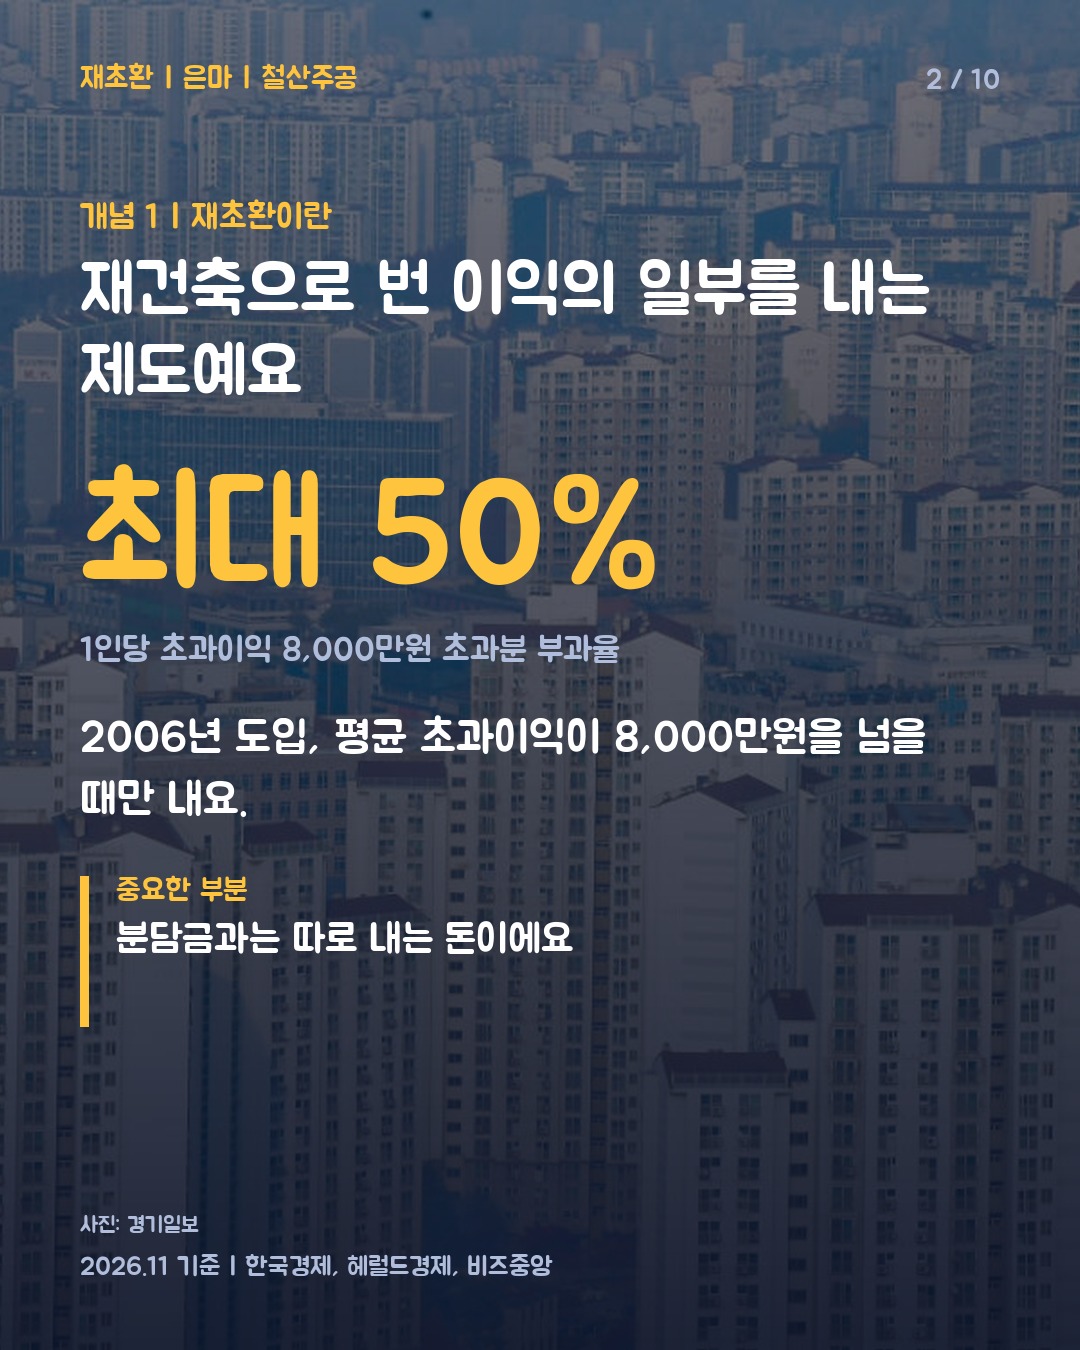 재초환 | 은마 | 철산주공
2 / 10
개념 1 | 재초환이란
재건축으로 번 이익의 일부를 내는
제도예요
최대 50%
1인당 초과이익 8,000만원 초과분 부과율
2006년 도입, 평균 초과이익이 8,000만원을 넘을
때만 내요.
중요한 부분
분담금과는 따로 내는 돈이에요
사진: 경기일보
2026.11 기준 | 한국경제, 헤럴드경제, 비즈중앙